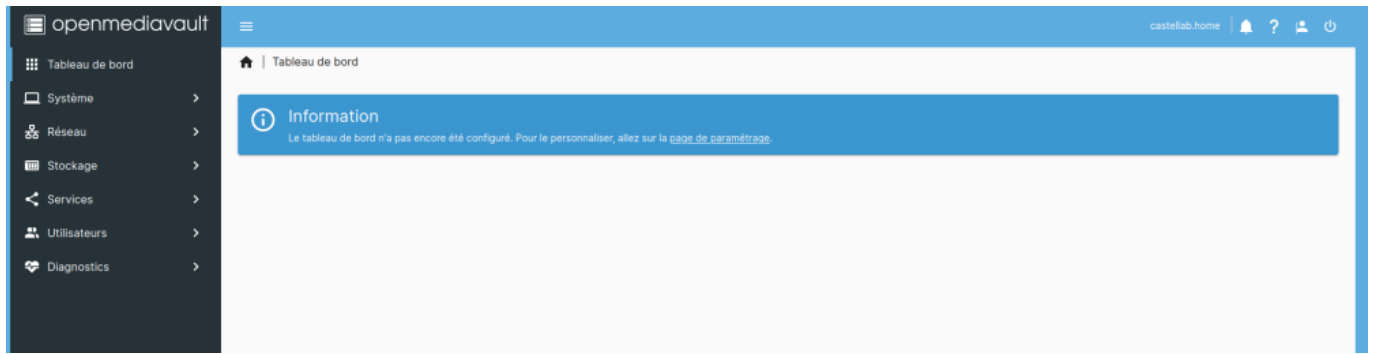 openmediavault
castellab.home
?
Tableau de bord
Tableau de bord
Système
Réseau
Stockage
Services
Utilisateurs
Diagnostics
Information
Le tableau de bord n'a pas encore été configuré. Pour le personnaliser, allez sur la page de paramétrage.